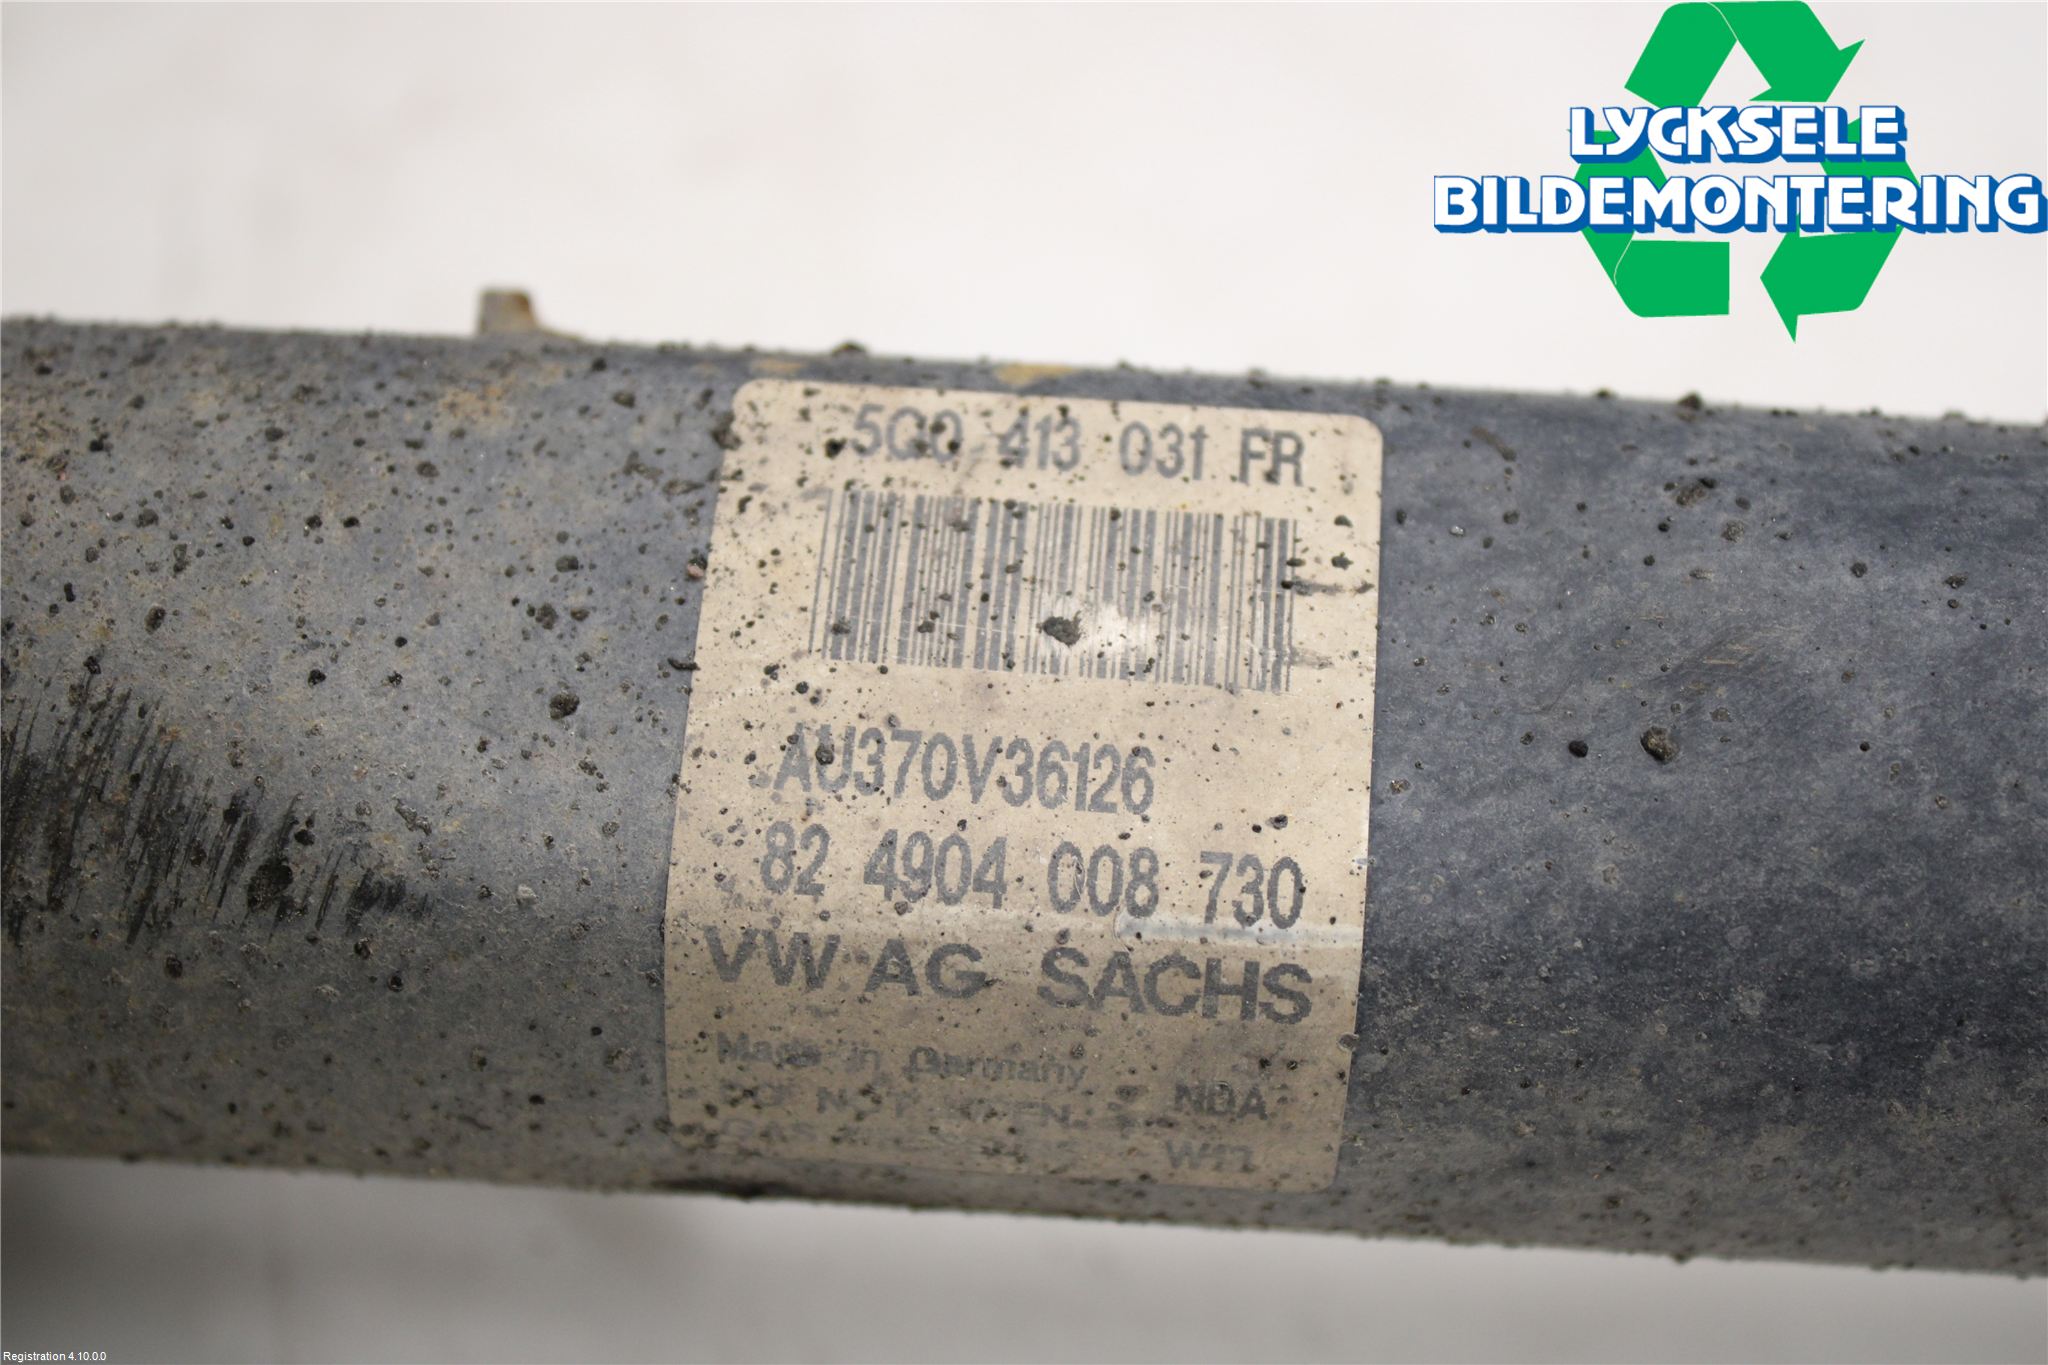 LYCKSELE
BILDEMONTERING
5Q0 413 031 FR
AU370V36126
82 4904 008 730
VW AG SACHS
Made in Germany
NDA
Registration 4.10.0.0